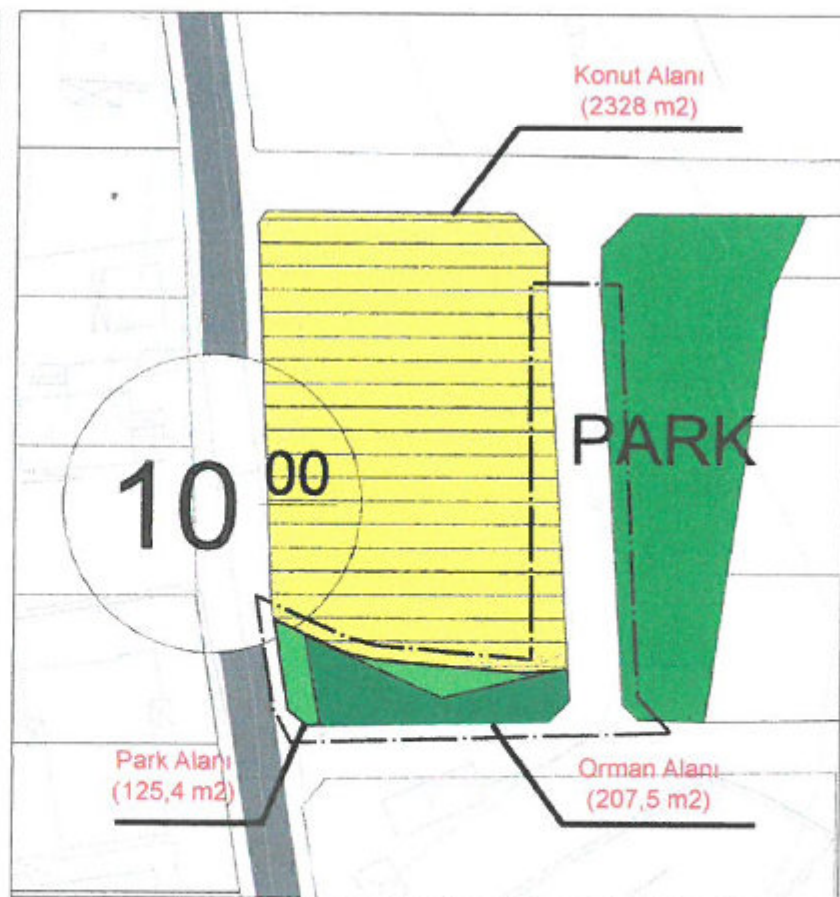 Konut Alanı
(2328 m2)
PARK
10 00
Park Alanı
(125,4 m2)
Orman Alanı
(207,5 m2)